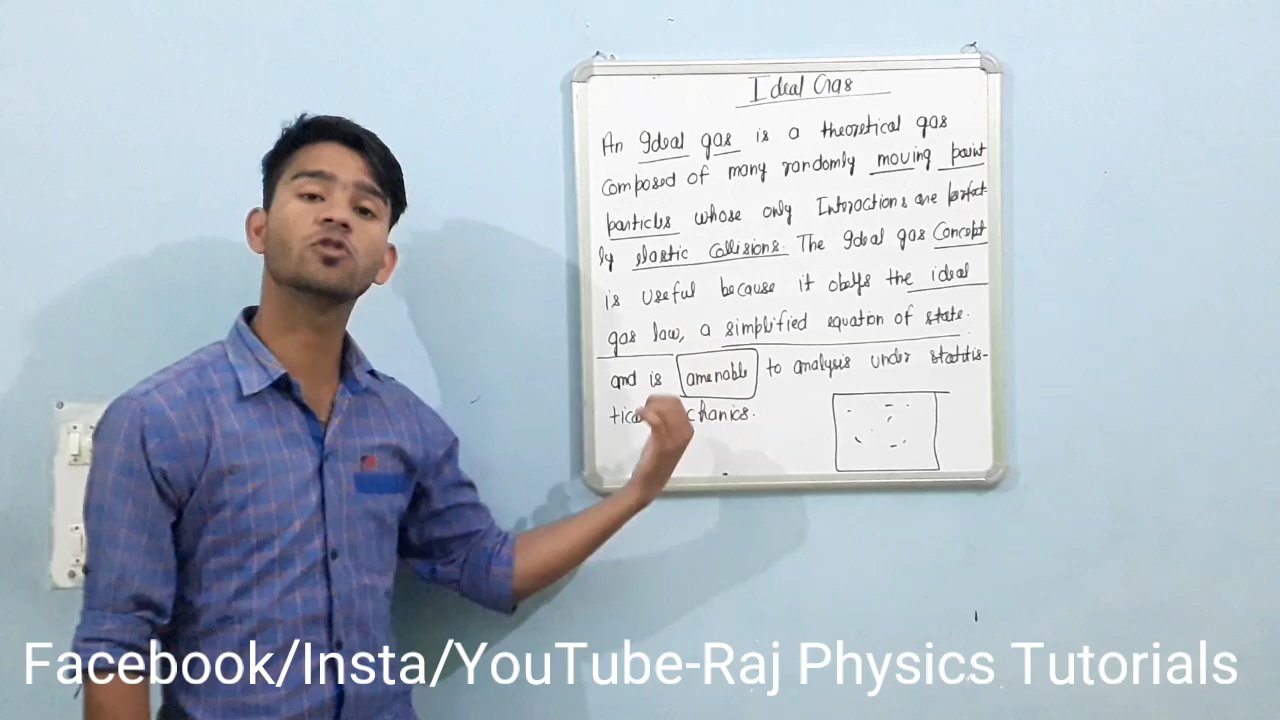 Ideal Gas
An Ideal gas is a theoretical gas
composed of many randomly moving point
particles whose only Interactions are perfect-
ly elastic collisions. The Ideal gas Concept
is useful because it obeys the ideal
gas law, a simplified equation of state.
and is amenable to analysis under statitis-
chanics.
Facebook/Insta/YouTube-Raj Physics Tutorials